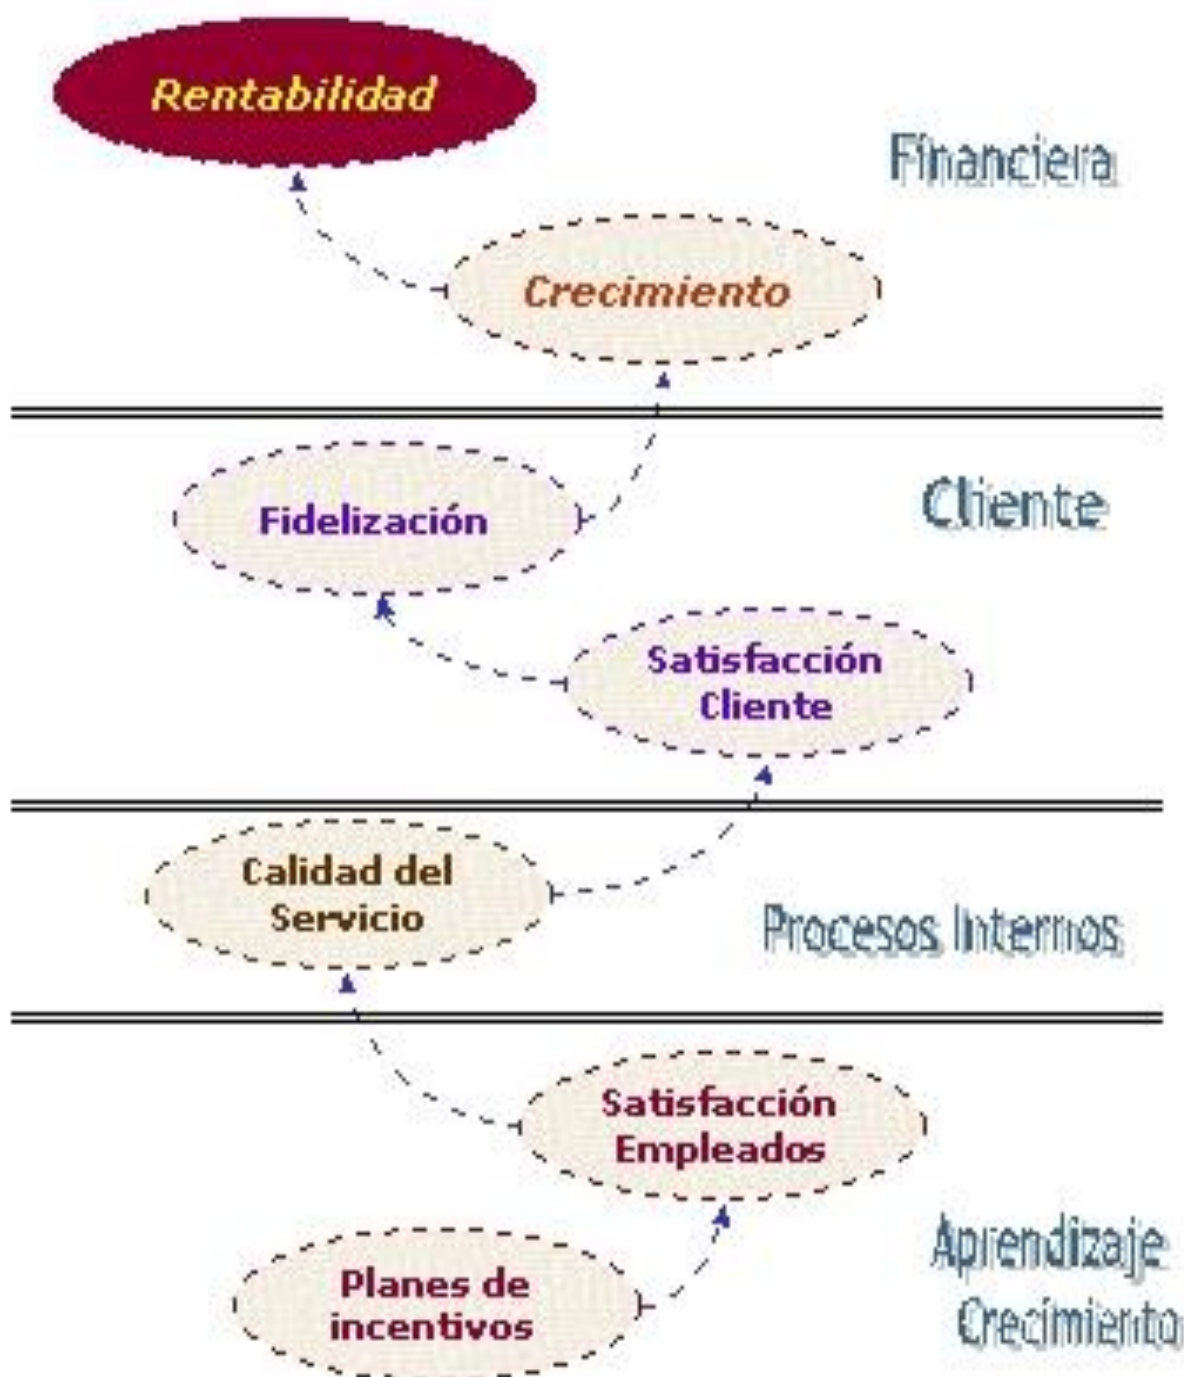 Rentabilidad
Financiera
Crecimiento
Fidelización
Cliente
Satisfacción
Cliente
Calidad del
Servicio
Procesos Internos
Satisfacción
Empleados
Aprendizaje
Crecimiento
Planes de
incentivos